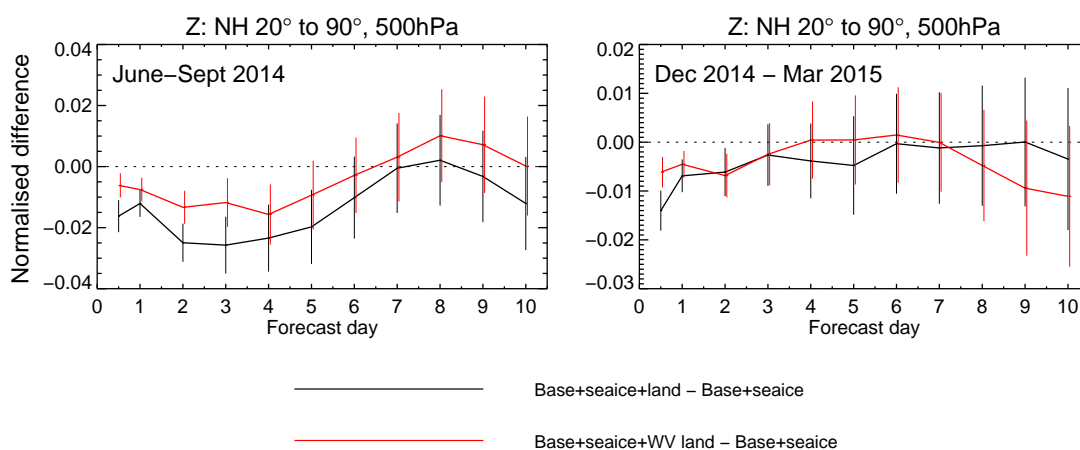 Z: NH 20° to 90°, 500hPa
0.04
0.02
0.00
−0.02
−0.04
Normalised difference
June−Sept 2014
0 1 2 3 4 5 6 7 8 9 10
Forecast day
Z: NH 20° to 90°, 500hPa
0.02
0.01
0.00
−0.01
−0.02
−0.03
Dec 2014 − Mar 2015
0 1 2 3 4 5 6 7 8 9 10
Forecast day
Base+seaice+land − Base+seaice
Base+seaice+WV land − Base+seaice